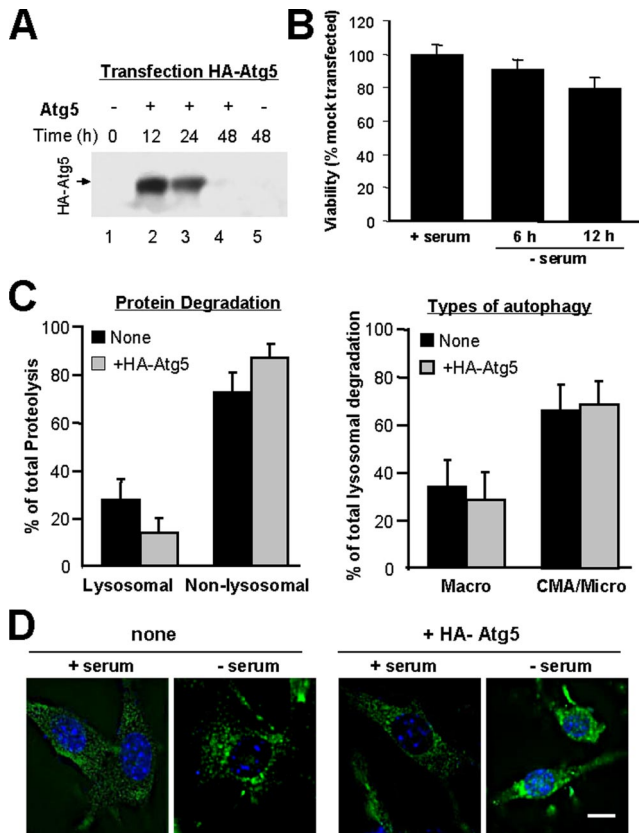 A
Transfection HA-Atg5
Atg5 - + + + -
Time (h) 0 12 24 48 48
HA-Atg5
1 2 3 4 5
B
Viability (% mock transfected)
120
100
80
60
40
80
0
+ serum 6 h 12 h
- serum
C
Protein Degradation
None
+HA-Atg5
% of total Proteolysis
100
80
60
40
20
0
Lysosomal Non-lysosomal
Types of autophagy
None
+HA-Atg5
% of total lysosomal degradation
100
80
60
40
20
0
Macro CMA/Micro
D
none + HA- Atg5
+ serum - serum + serum - serum